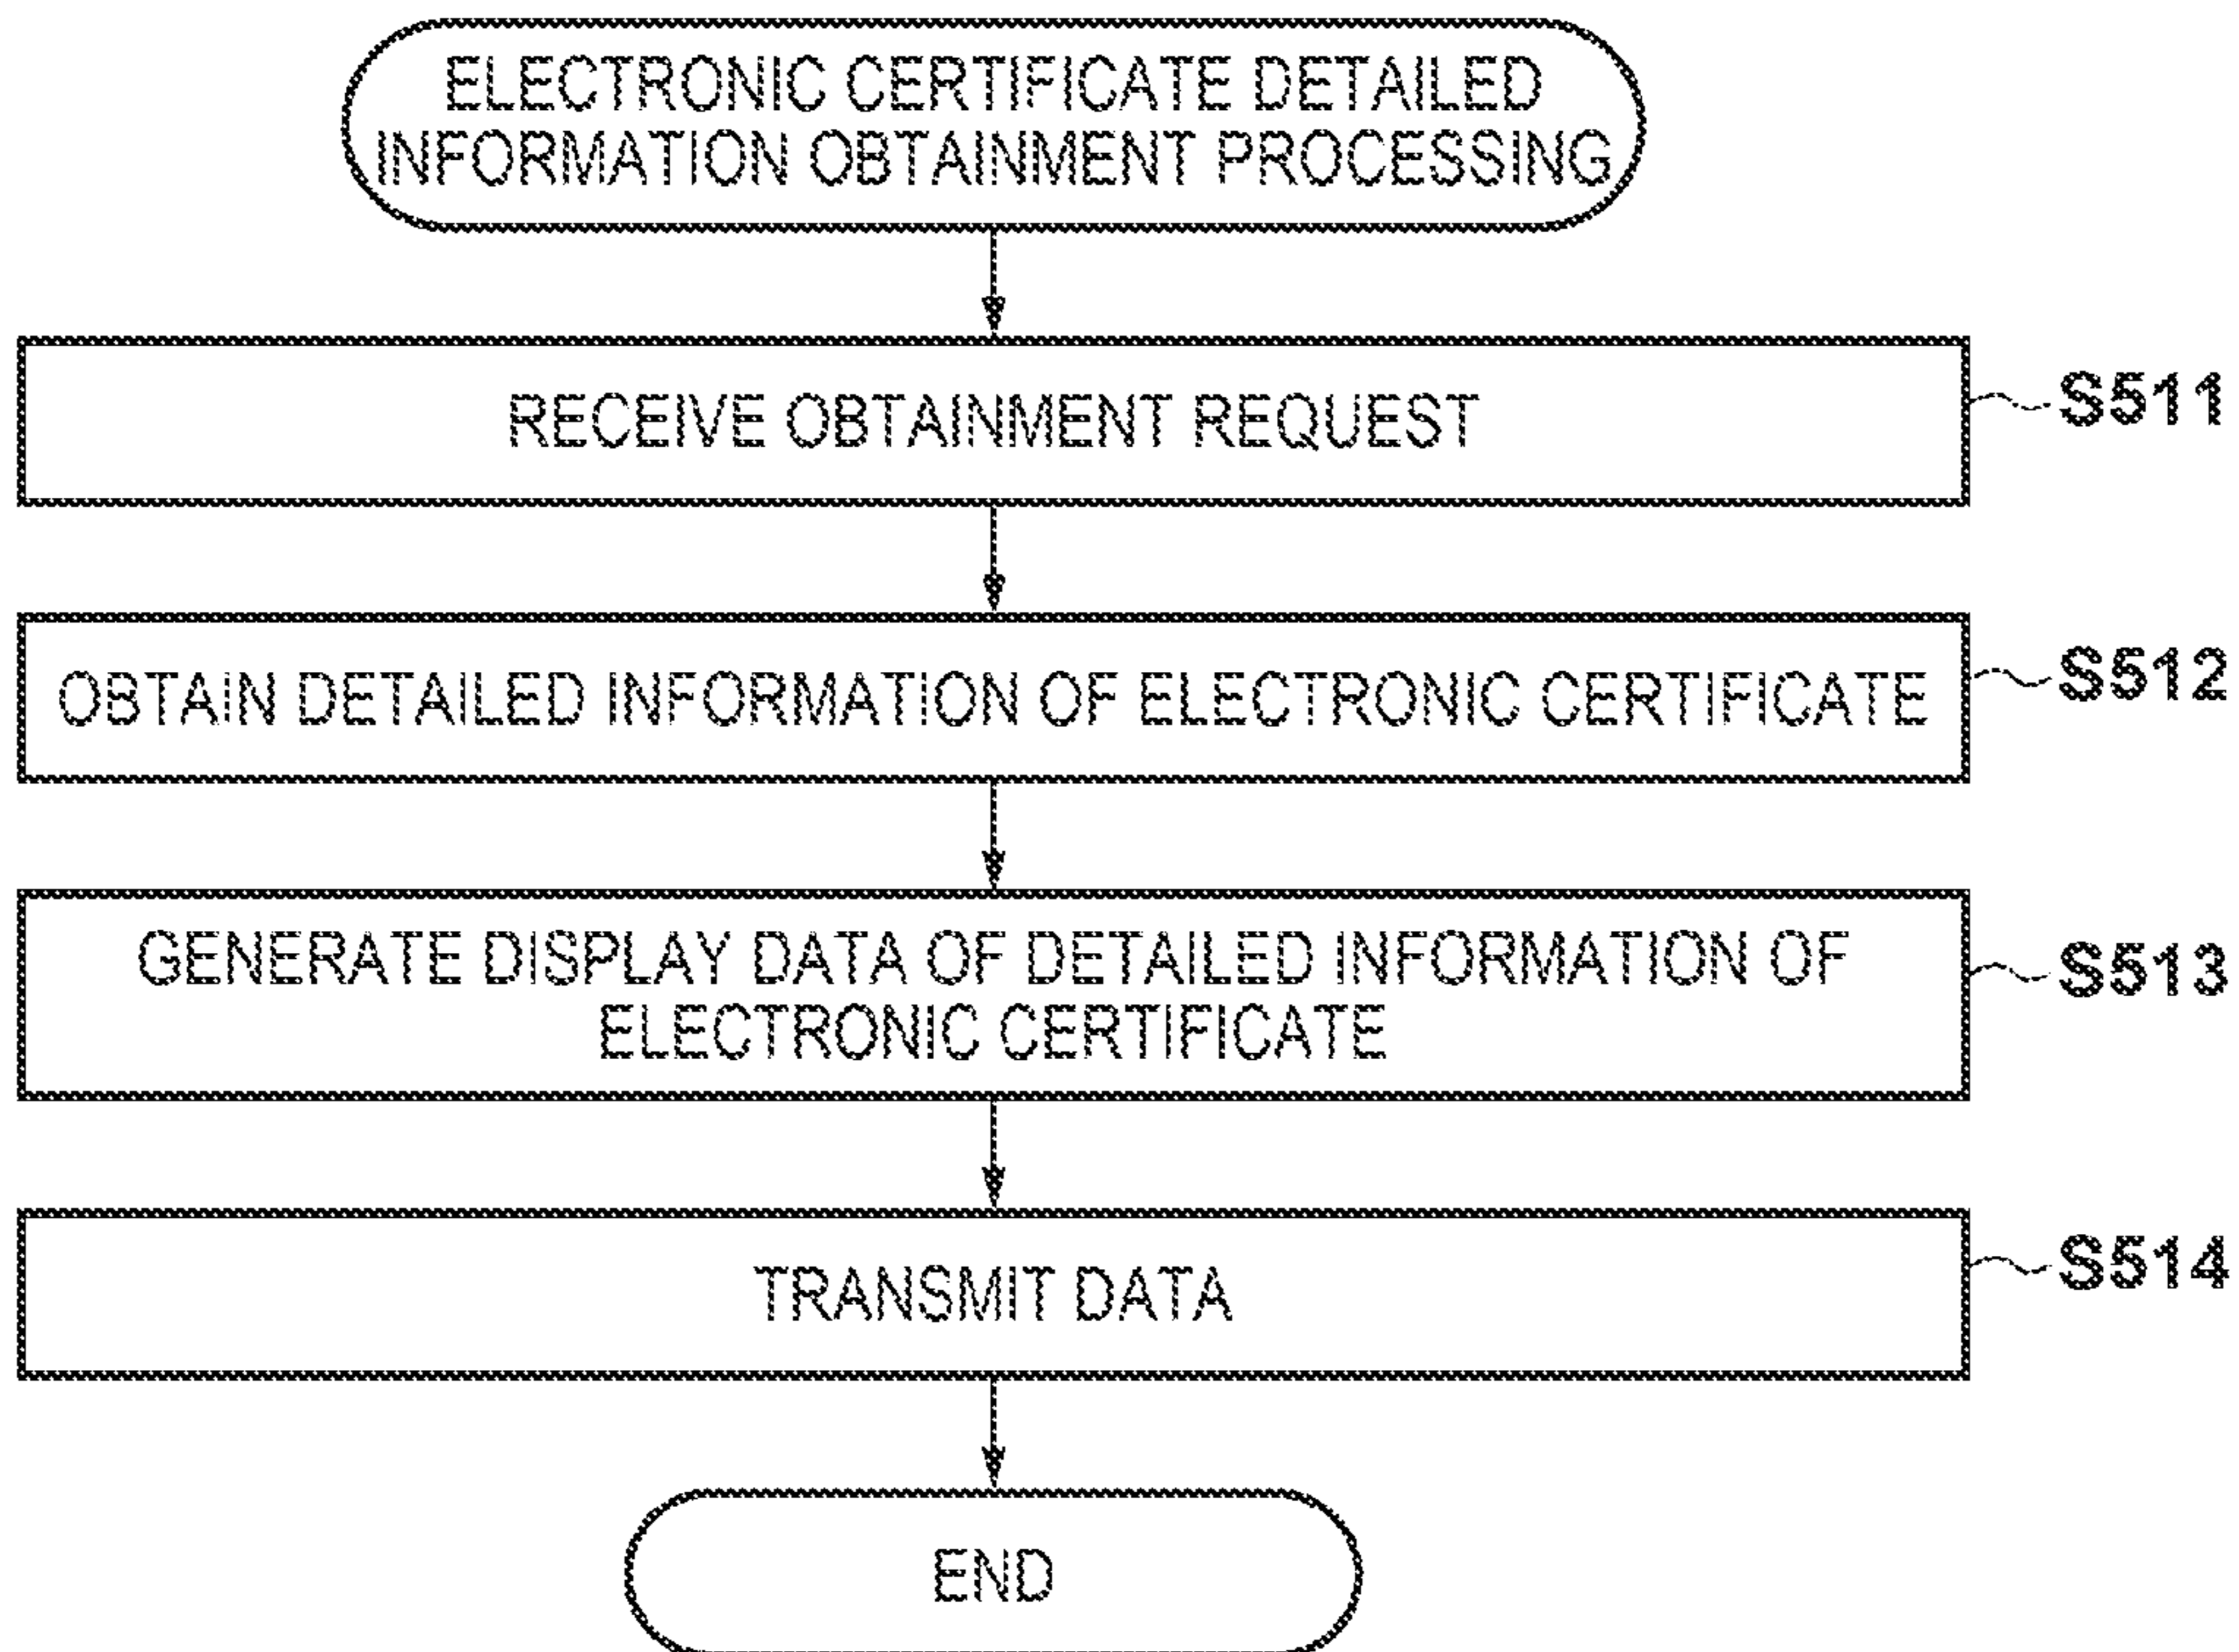 ELECTRONIC CERTIFICATE DETAILED
INFORMATION OBTAINMENT PROCESSING
RECEIVE OBTAINMENT REQUEST
S511
OBTAIN DETAILED INFORMATION OF ELECTRONIC CERTIFICATE
S512
GENERATE DISPLAY DATA OF DETAILED INFORMATION OF
ELECTRONIC CERTIFICATE
S513
TRANSMIT DATA
S514
END